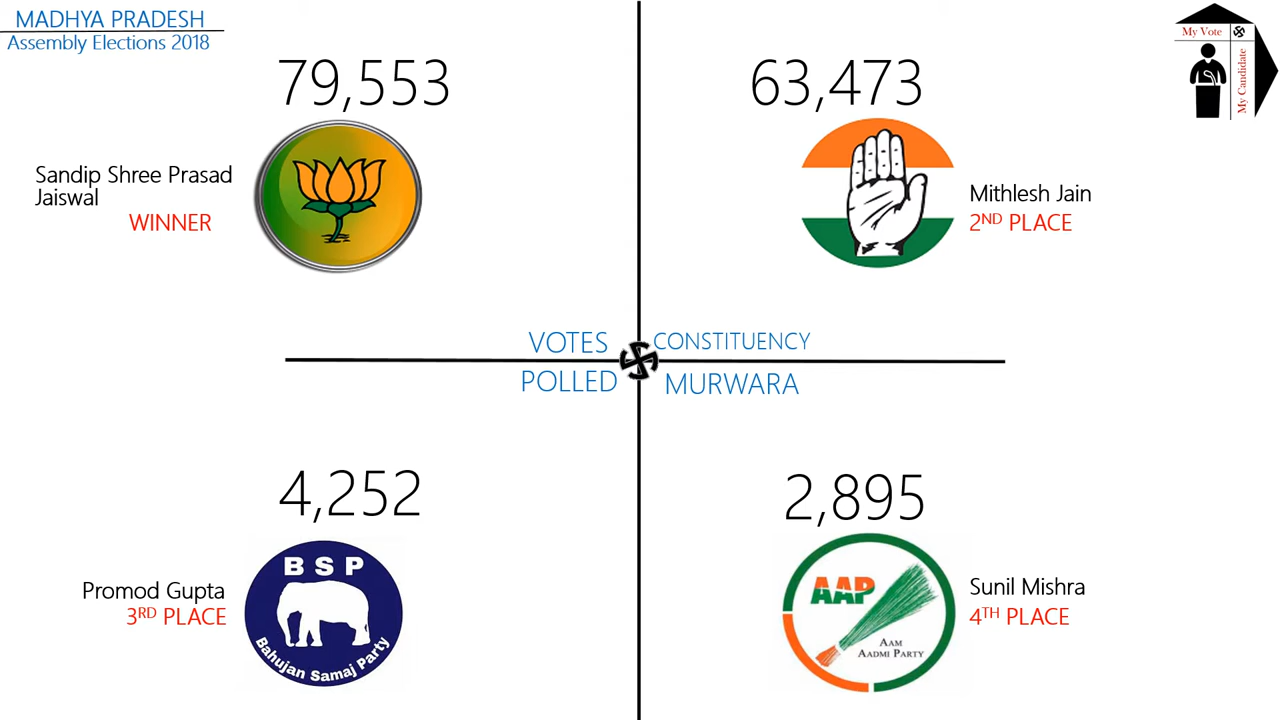 MADHYA PRADESH
Assembly Elections 2018
My Vote
My Candidate
79,553
Sandip Shree Prasad
Jaiswal
WINNER
63,473
Mithlesh Jain
2ND PLACE
VOTES
POLLED
CONSTITUENCY
MURWARA
4,252
BSP
Bahujan Samaj Party
Promod Gupta
3RD PLACE
2,895
AAP
AAM
AADMI PARTY
Sunil Mishra
4TH PLACE